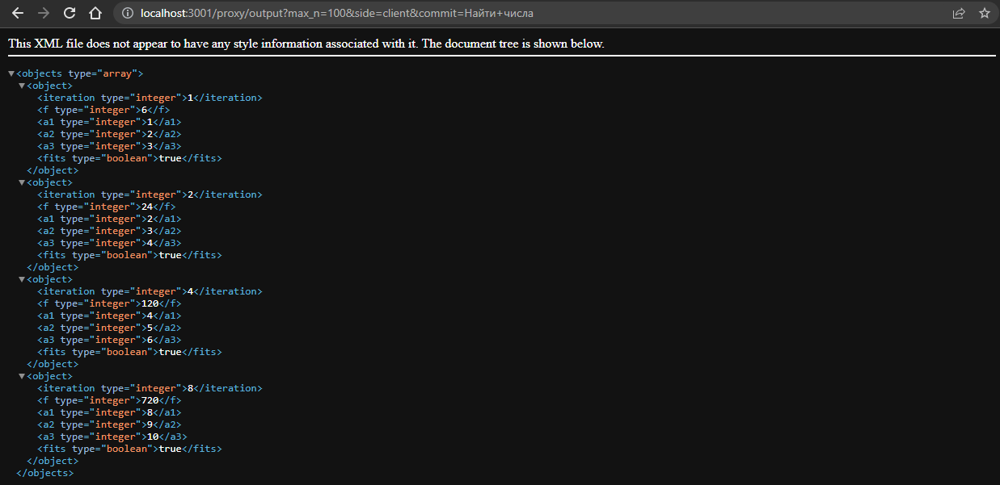 localhost:3001/proxy/output?max_n=100&side=client&commit=Найти+числа
This XML file does not appear to have any style information associated with it. The document tree is shown below.
▼<objects type="array">
▼<object>
<iteration type="integer">1</iteration>
<f type="integer">6</f>
<a1 type="integer">1</a1>
<a2 type="integer">2</a2>
<a3 type="integer">3</a3>
<fits type="boolean">true</fits>
</object>
▼<object>
<iteration type="integer">2</iteration>
<f type="integer">24</f>
<a1 type="integer">2</a1>
<a2 type="integer">3</a2>
<a3 type="integer">4</a3>
<fits type="boolean">true</fits>
</object>
▼<object>
<iteration type="integer">4</iteration>
<f type="integer">120</f>
<a1 type="integer">4</a1>
<a2 type="integer">5</a2>
<a3 type="integer">6</a3>
<fits type="boolean">true</fits>
</object>
▼<object>
<iteration type="integer">8</iteration>
<f type="integer">720</f>
<a1 type="integer">8</a1>
<a2 type="integer">9</a2>
<a3 type="integer">10</a3>
<fits type="boolean">true</fits>
</object>
</objects>